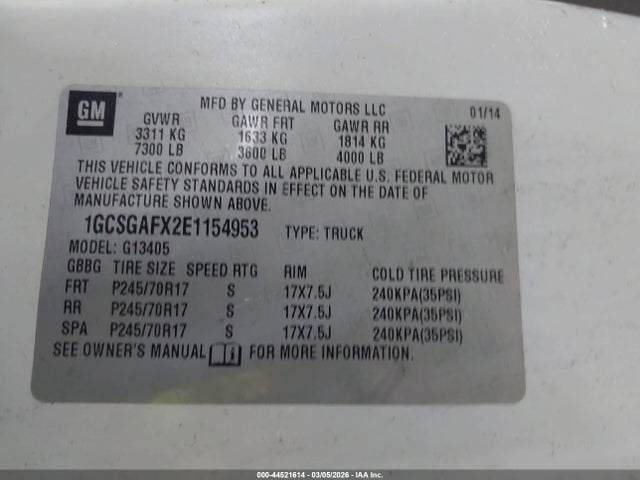 GM
MFD BY GENERAL MOTORS LLC 01/14
GVWR GAWR FRT GAWR RR
3311 KG 1633 KG 1814 KG
7300 LB 3600 LB 4000 LB
THIS VEHICLE CONFORMS TO ALL APPLICABLE U.S. FEDERAL MOTOR
VEHICLE SAFETY STANDARDS IN EFFECT ON THE DATE OF
MANUFACTURE SHOWN ABOVE.
1GCSGAFX2E1154953 TYPE: TRUCK
MODEL: G13405
GBBG TIRE SIZE SPEED RTG RIM COLD TIRE PRESSURE
FRT P245/70R17 S 17X7.5J 240KPA(35PSI)
RR P245/70R17 S 17X7.5J 240KPA(35PSI)
SPA P245/70R17 S 17X7.5J 240KPA(35PSI)
SEE OWNER'S MANUAL FOR MORE INFORMATION.
000-44521614 - 03/05/2026 - IAA Inc.